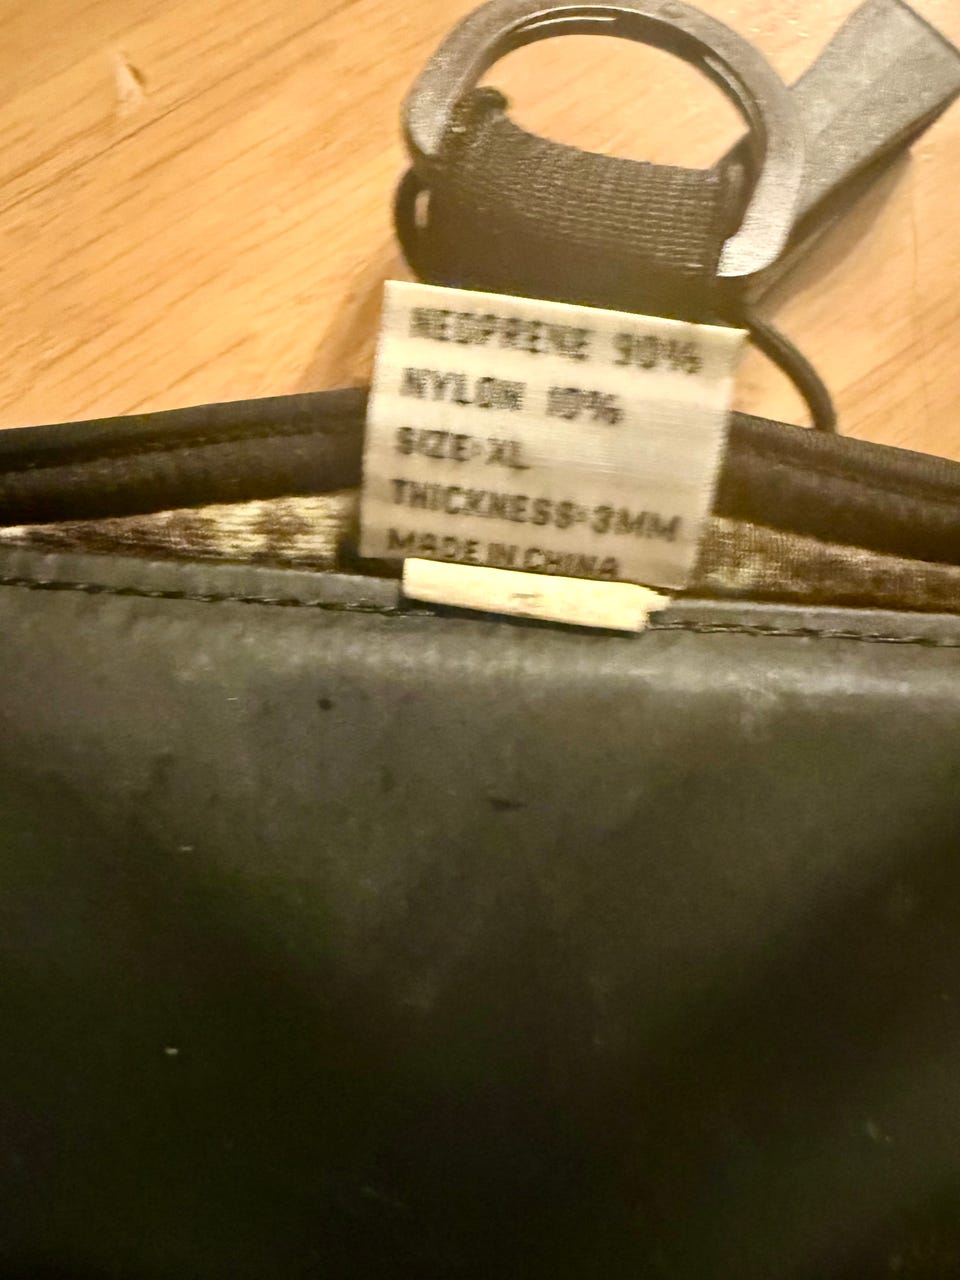 NEOPRENE 90%
NYLON 10%
SIZE:XL
THICKNESS:3MM
MADE IN CHINA